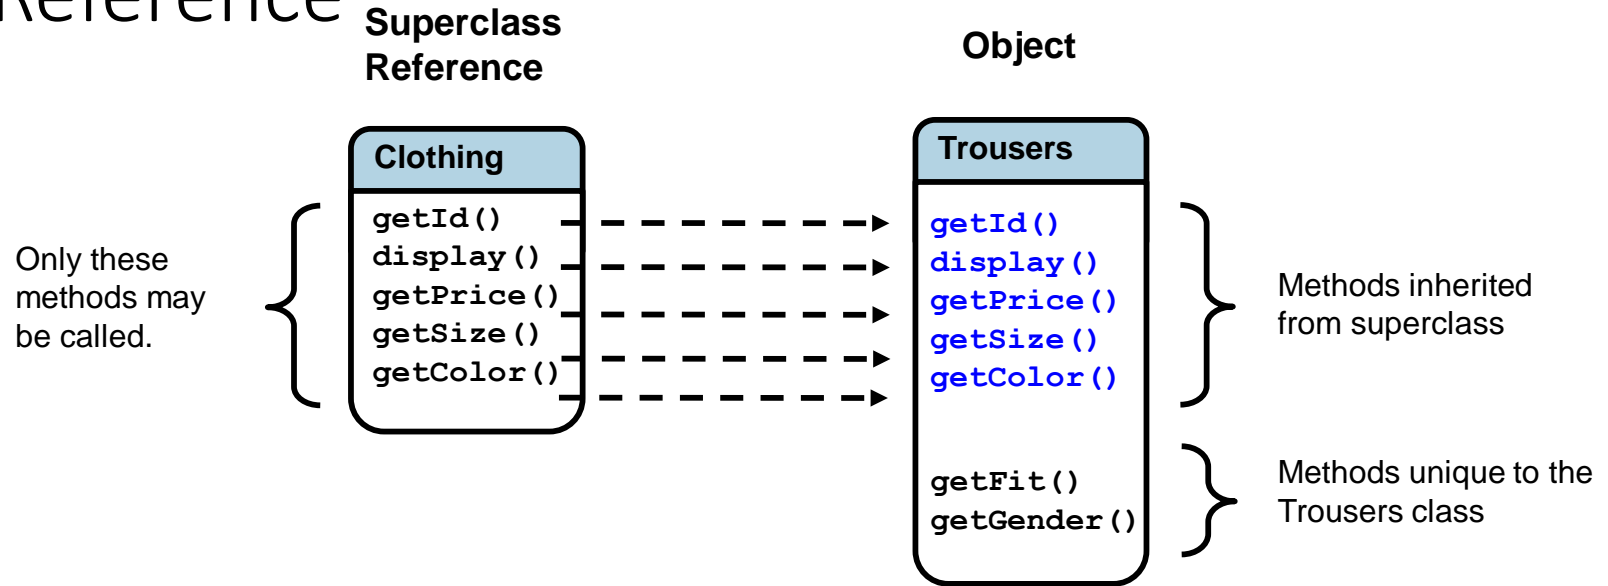 Reference
Superclass
Reference
Object
Clothing
getId()
display()
getPrice()
getSize()
getColor()
Only these
methods may
be called.
Trousers
getId()
display()
getPrice()
getSize()
getColor()
getFit()
getGender()
Methods inherited
from superclass
Methods unique to the
Trousers class